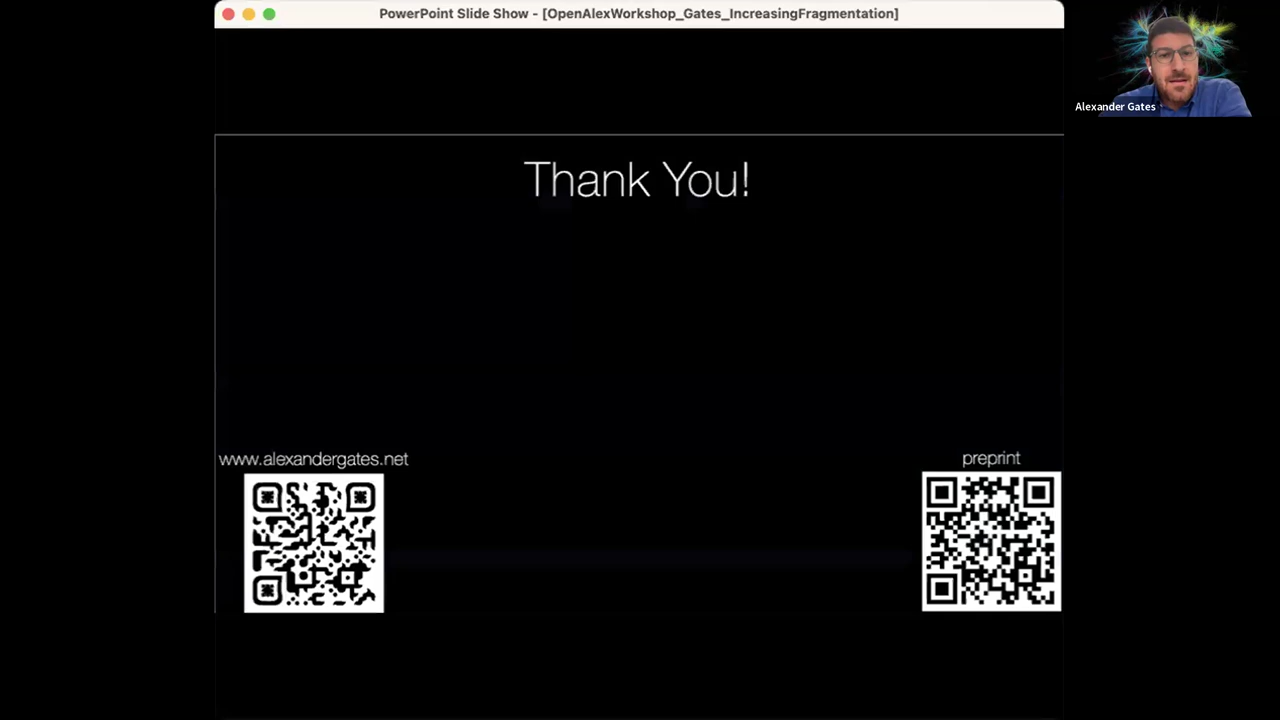 PowerPoint Slide Show - [OpenAlexWorkshop_Gates_IncreasingFragmentation]
Alexander Gates
Thank You!
www.alexandergates.net
preprint